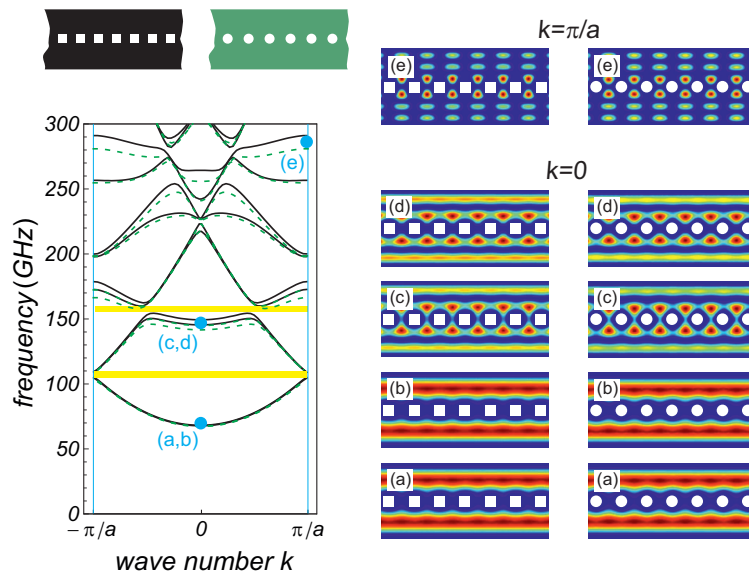 k=π/a
(e) (e)
k=0
(d) (d)
(c) (c)
(b) (b)
(a) (a)
frequency (GHz)
300
250
200
150
100
50
0
(e)
(c,d)
(a,b)
−π/a 0 π/a
wave number k